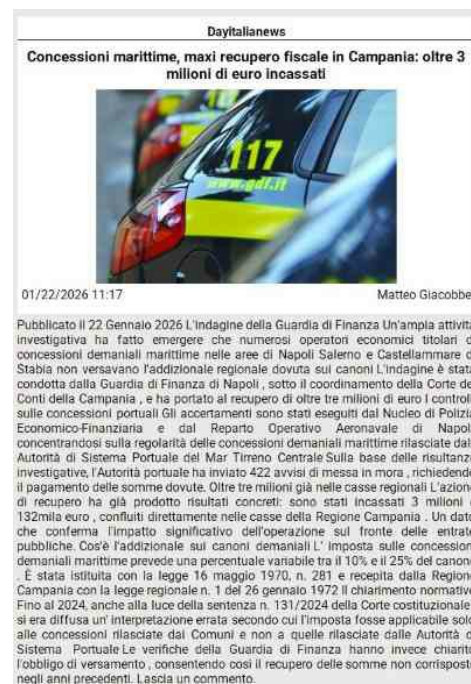 Dayitalianews
Concessioni marittime, maxi recupero fiscale in Campania: oltre 3
milioni di euro incassati
117
www.gdf.it
01/22/2026 11:17
Matteo Giacobbe
Pubblicato il 22 Gennaio 2026 L'indagine della Guardia di Finanza Un'ampia attività
investigativa ha fatto emergere che numerosi operatori economici titolari d
concessioni demaniali marittime nelle aree di Napoli Salerno e Castellammare d
Stabia non versavano l'addizionale regionale dovuta sui canoni L'indagine è stata
condotta dalla Guardia di Finanza di Napoli , sotto il coordinamento della Corte de
Conti della Campania , e ha portato al recupero di oltre tre milioni di euro I controll
sulle concessioni portuali Gli accertamenti sono stati eseguiti dal Nucleo di Polizia
Economico-Finanziaria e dal Reparto Operativo Aeronavale di Napol
concentrandosi sulla regolarità delle concessioni demaniali marittime rilasciate dall
Autorità di Sistema Portuale del Mar Tirreno Centrale Sulla base delle risultanze
investigative, l'Autorità portuale ha inviato 422 avvisi di messa in mora , richiedendo
il pagamento delle somme dovute. Oltre tre milioni già nelle casse regionali L'azione
di recupero ha già prodotto risultati concreti: sono stati incassati 3 milioni
132mila euro , confluiti direttamente nelle casse della Regione Campania . Un dato
che conferma l'impatto significativo dell'operazione sul fronte delle entrate
pubbliche. Cos'è l'addizionale sui canoni demaniali L' imposta sulle concessioni
demaniali marittime prevede una percentuale variabile tra il 10% e il 25% del canone
. È stata istituita con la legge 16 maggio 1970, n. 281 e recepita dalla Regione
Campania con la legge regionale n. 1 del 26 gennaio 1972 Il chiarimento normativo
Fino al 2024, anche alla luce della sentenza n. 131/2024 della Corte costituzionale
si era diffusa un' interpretazione errata secondo cui l'imposta fosse applicabile solo
alle concessioni rilasciate dai Comuni e non a quelle rilasciate dalle Autorità d
Sistema Portuale Le verifiche della Guardia di Finanza hanno invece chiarito
l'obbligo di versamento , consentendo così il recupero delle somme non corrisposte
negli anni precedenti. Lascia un commento.